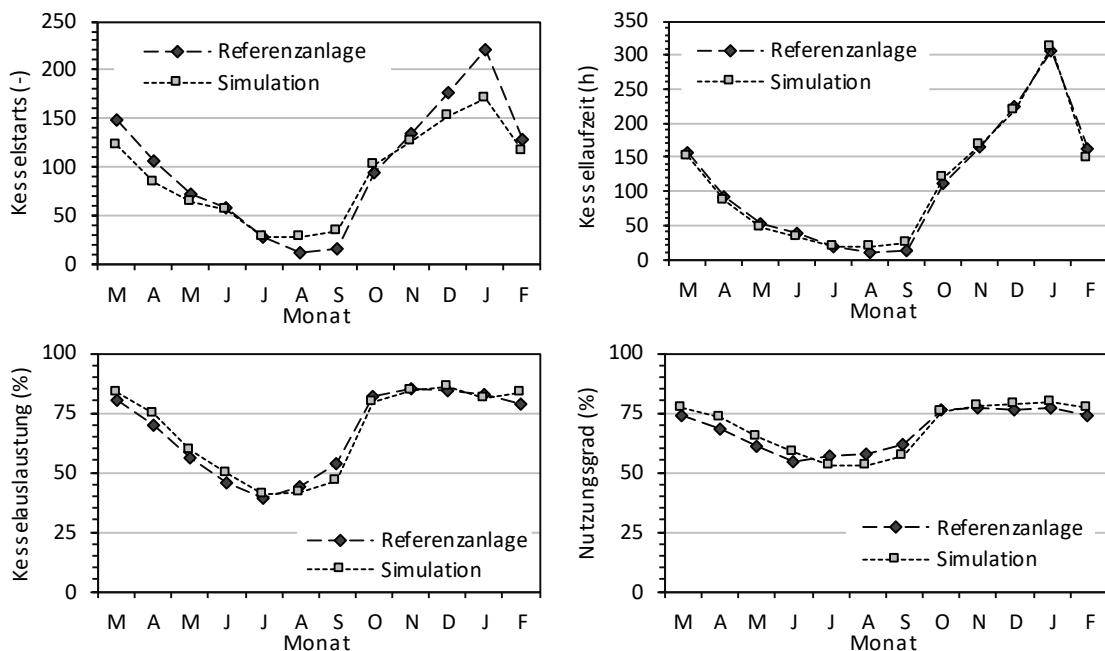 Kesselstarts (-)
250
200
150
100
50
0
Referenzanlage
Simulation
M A M J J A S O N D J F
Monat
Kessellaufzeit (h)
350
300
250
200
150
100
50
0
Referenzanlage
Simulation
M A M J J A S O N D J F
Monat
Kesselauslaustung (%)
100
75
50
25
0
Referenzanlage
Simulation
M A M J J A S O N D J F
Monat
Nutzungsgrad (%)
100
75
50
25
0
Referenzanlage
Simulation
M A M J J A S O N D J F
Monat